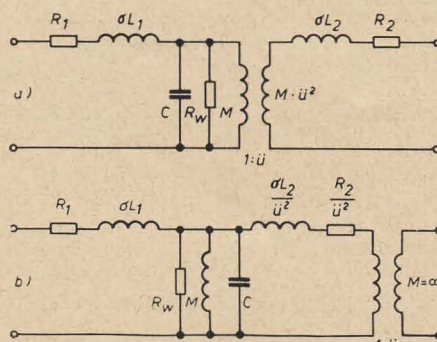 R1 σL1 σL2 R2
a)
C Rw M M·ü²
1:ü
R1 σL1 σL2/ü² R2/ü²
b)
Rw M C M=∞